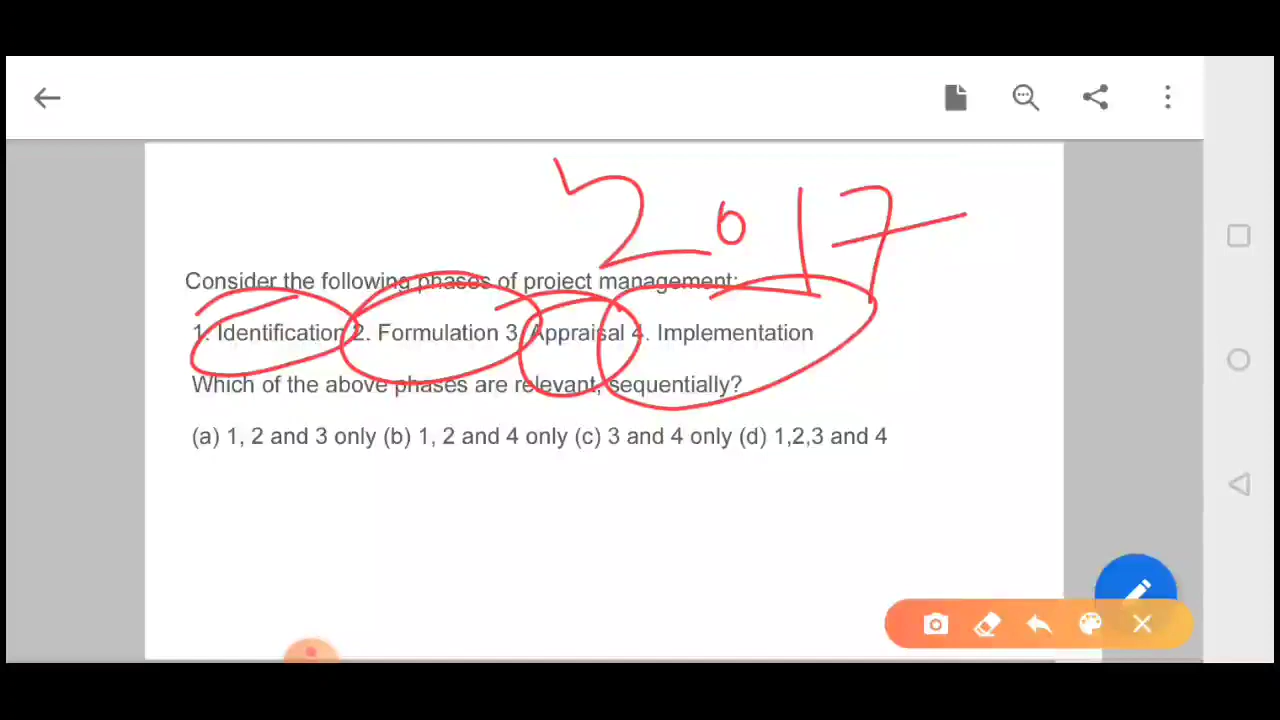 2017
Consider the following phases of project management:
1. Identification 2. Formulation 3. Appraisal 4. Implementation
Which of the above phases are relevant, sequentially?
(a) 1, 2 and 3 only (b) 1, 2 and 4 only (c) 3 and 4 only (d) 1,2,3 and 4